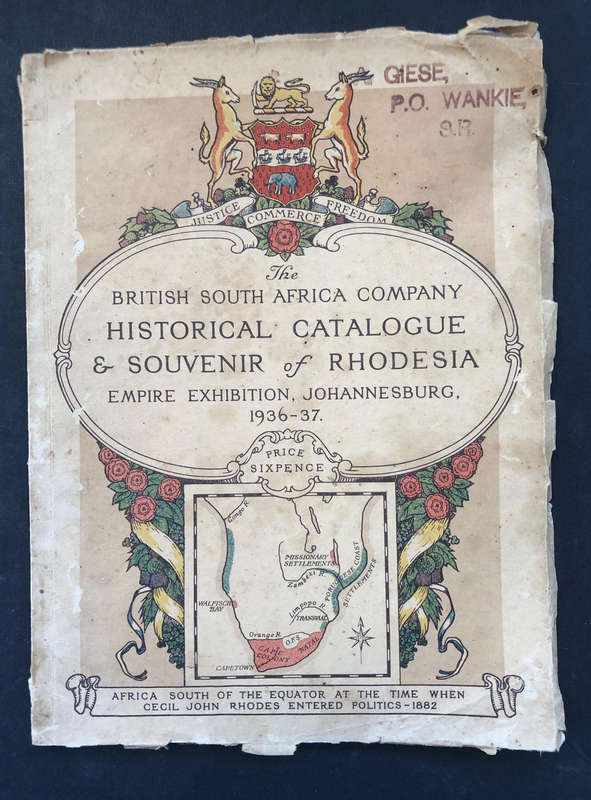 GIESE,
P.O. WANKIE,
S.R.
JUSTICE COMMERCE FREEDOM
The
BRITISH SOUTH AFRICA COMPANY
HISTORICAL CATALOGUE
& SOUVENIR of RHODESIA
EMPIRE EXHIBITION, JOHANNESBURG,
1936-37.
PRICE
SIXPENCE
Congo R.
MISSIONARY
SETTLEMENTS
Zambesi R.
PORTUGUESE COAST
SETTLEMENTS
WALFISCH
BAY
Limpopo R.
TRANSVAAL
Orange R.
O.F.S.
NATAL
CAPE
COLONY
CAPETOWN
AFRICA SOUTH OF THE EQUATOR AT THE TIME WHEN
CECIL JOHN RHODES ENTERED POLITICS-1882